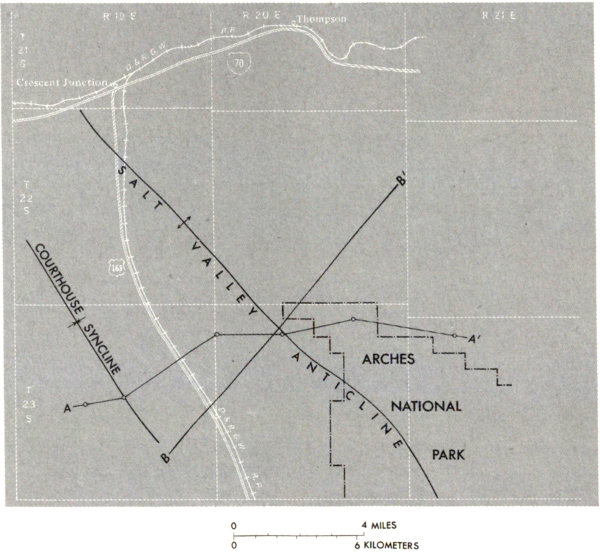 R 19 E
R 20 E
R 21 E
T
21
S
Thompson
R.R.
D. & R. G. W.
70
Crescent Junction
SALT VALLEY ANTICLINE
B'
T
22
S
COURTHOUSE SYNCLINE
163
A'
ARCHES
NATIONAL
PARK
T
23
S
A
B
D. & R. G. W.
R.R.
0 4 MILES
0 6 KILOMETERS